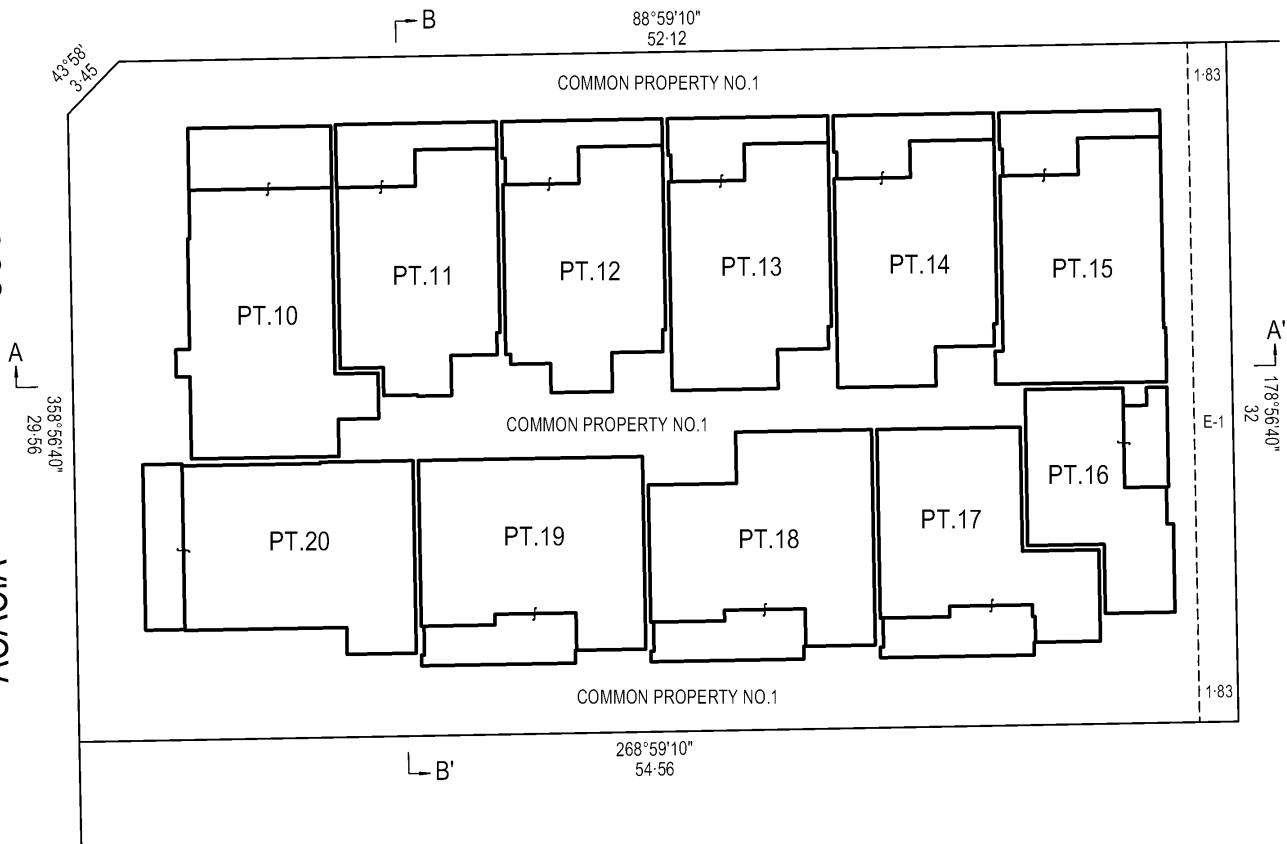 B
88°59'10"
52·12
43°58'
3·45
COMMON PROPERTY NO.1
1·83
PT.10
PT.11
PT.12
PT.13
PT.14
PT.15
A
A'
358°56'40"
29·56
COMMON PROPERTY NO.1
E-1
178°56'40"
32
PT.16
PT.17
PT.18
PT.19
PT.20
COMMON PROPERTY NO.1
1·83
268°59'10"
54·56
B'